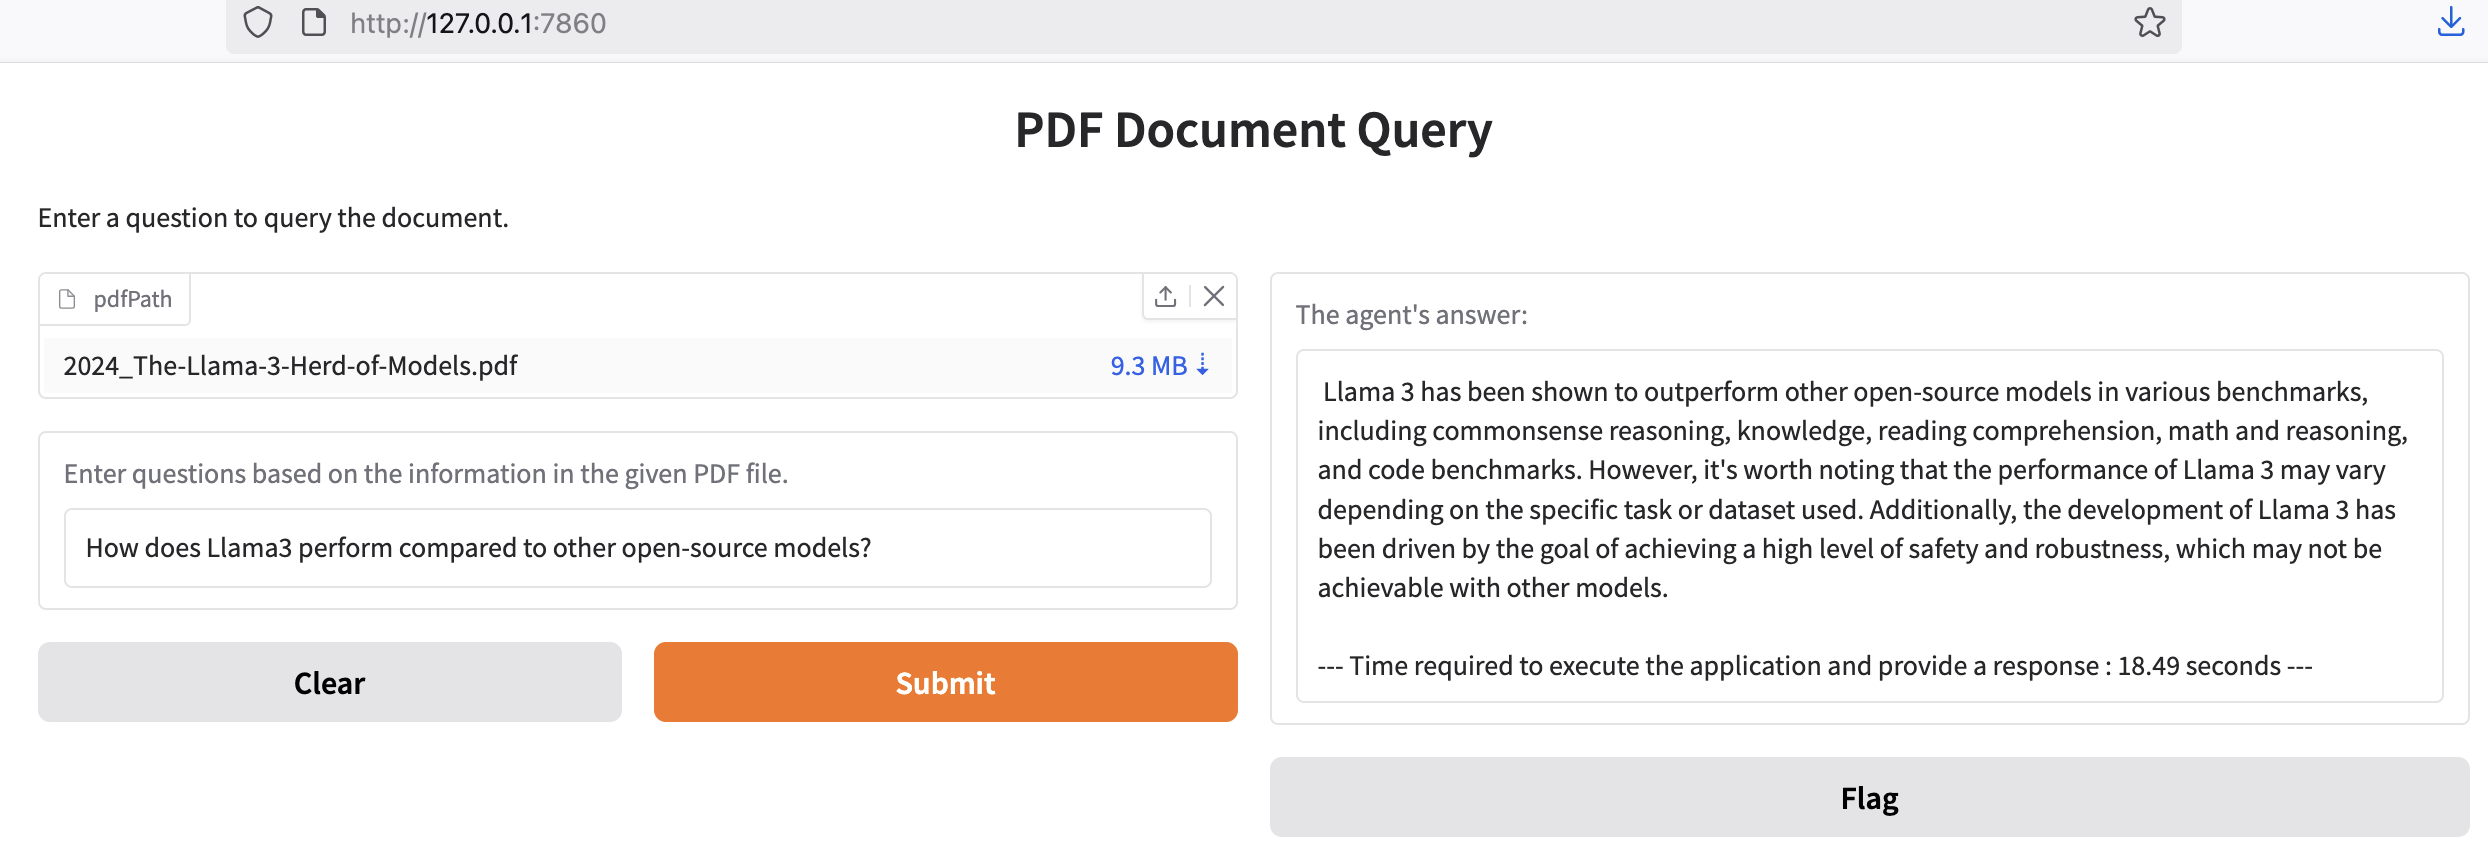 http://127.0.0.1:7860
PDF Document Query
Enter a question to query the document.
pdfPath
2024_The-Llama-3-Herd-of-Models.pdf
9.3 MB ⇣
Enter questions based on the information in the given PDF file.
How does Llama3 perform compared to other open-source models?
Clear
Submit
The agent's answer:
Llama 3 has been shown to outperform other open-source models in various benchmarks,
including commonsense reasoning, knowledge, reading comprehension, math and reasoning,
and code benchmarks. However, it's worth noting that the performance of Llama 3 may vary
depending on the specific task or dataset used. Additionally, the development of Llama 3 has
been driven by the goal of achieving a high level of safety and robustness, which may not be
achievable with other models.
--- Time required to execute the application and provide a response : 18.49 seconds ---
Flag